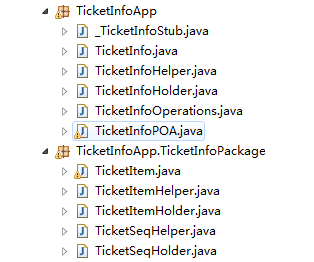 TicketInfoApp
_TicketInfoStub.java
TicketInfo.java
TicketInfoHelper.java
TicketInfoHolder.java
TicketInfoOperations.java
TicketInfoPOA.java
TicketInfoApp.TicketInfoPackage
TicketItem.java
TicketItemHelper.java
TicketItemHolder.java
TicketSeqHelper.java
TicketSeqHolder.java